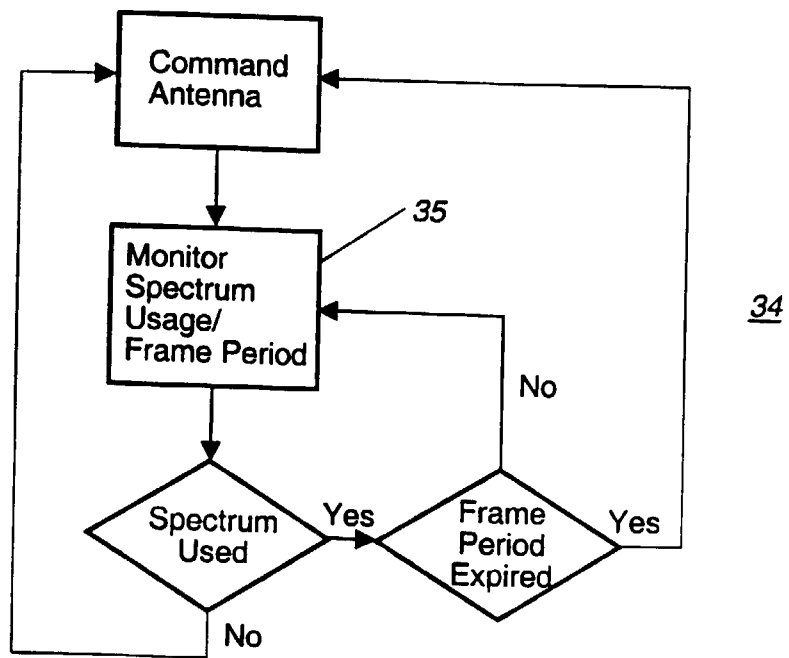 Command
Antenna
35
Monitor
Spectrum
Usage/
Frame Period
34
No
Spectrum
Used
Yes
Frame
Period
Expired
Yes
No